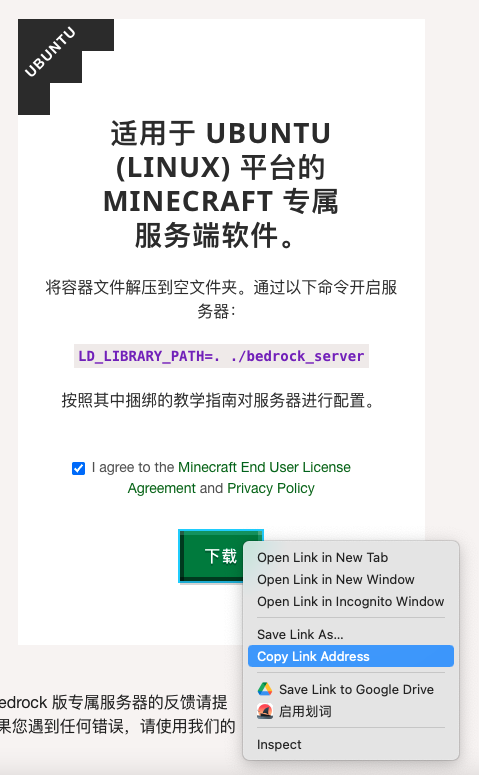 UBUNTU
适用于 UBUNTU
(LINUX) 平台的
MINECRAFT 专属
服务端软件。
将容器文件解压到空文件夹。通过以下命令开启服
务器：
LD_LIBRARY_PATH=. ./bedrock_server
按照其中捆绑的教学指南对服务器进行配置。
I agree to the Minecraft End User License
Agreement and Privacy Policy
下载
Open Link in New Tab
Open Link in New Window
Open Link in Incognito Window
Save Link As...
Copy Link Address
Save Link to Google Drive
启用划词
Inspect
edrock 版专属服务器的反馈请提
果您遇到任何错误，请使用我们的